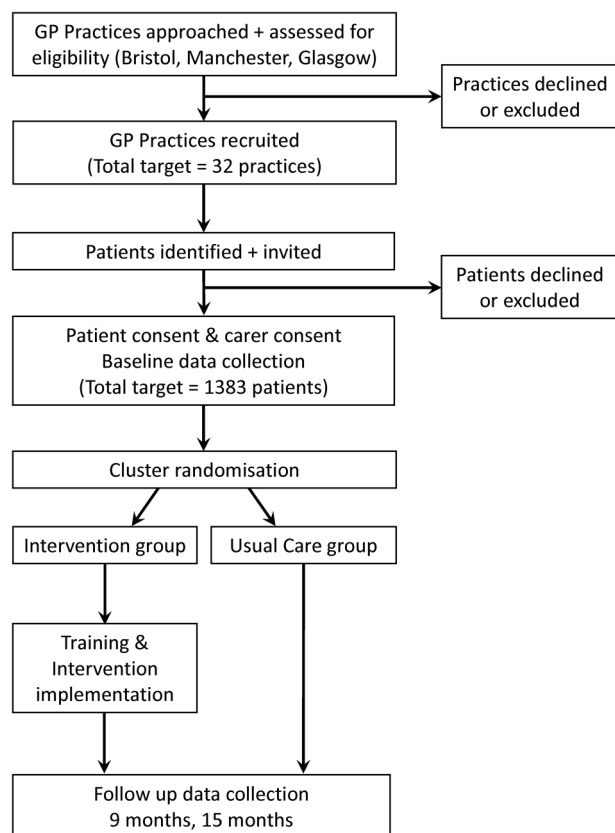 GP Practices approached + assessed for
eligibility (Bristol, Manchester, Glasgow)
Practices declined
or excluded
GP Practices recruited
(Total target = 32 practices)
Patients identified + invited
Patients declined
or excluded
Patient consent & carer consent
Baseline data collection
(Total target = 1383 patients)
Cluster randomisation
Intervention group
Usual Care group
Training &
Intervention
implementation
Follow up data collection
9 months, 15 months